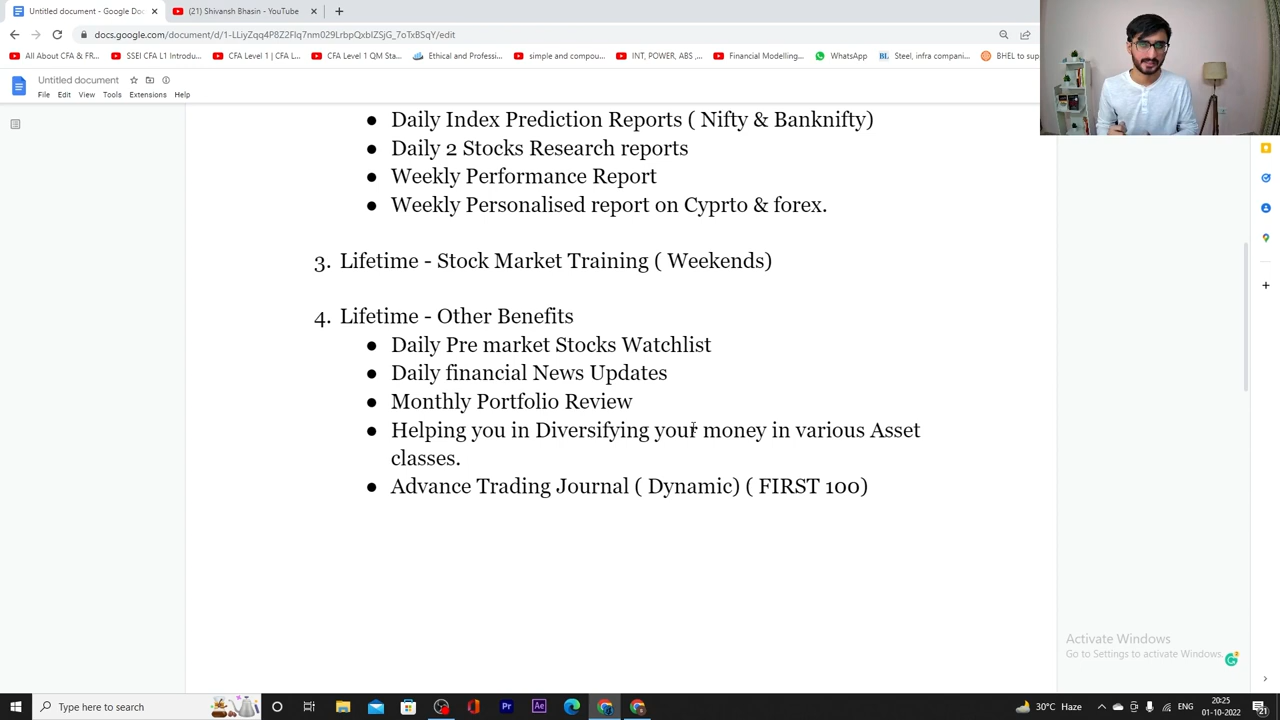 Untitled document - Google Doc
(21) Shivansh Bhasin - YouTube
docs.google.com/document/d/1-LLiyZqq4P8Z2FIq7nm029LrbpQxbIZSjG_7oTxBSqY/edit
All About CFA & FR...
SSEI CFA L1 Introdu...
CFA Level 1 (CFA L...
CFA Level 1 QM Sta...
Ethical and Professi...
simple and compou...
INT, POWER, ABS ,...
Financial Modelling...
WhatsApp
BL Steel, infra compani...
BHEL to sup
Untitled document
File Edit View Tools Extensions Help
● Daily Index Prediction Reports ( Nifty & Banknifty)
● Daily 2 Stocks Research reports
● Weekly Performance Report
● Weekly Personalised report on Cyprto & forex.
3. Lifetime - Stock Market Training ( Weekends)
4. Lifetime - Other Benefits
● Daily Pre market Stocks Watchlist
● Daily financial News Updates
● Monthly Portfolio Review
● Helping you in Diversifying your money in various Asset
classes.
● Advance Trading Journal ( Dynamic) ( FIRST 100)
Activate Windows
Go to Settings to activate Windows.
Type here to search
Pr
Ae
30°C Haze
ENG
20:25
01-10-2022
21